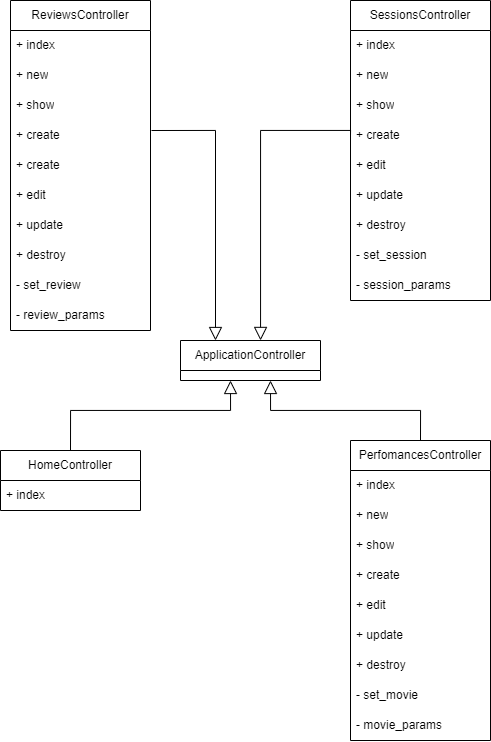 ReviewsController
+ index
+ new
+ show
+ create
+ create
+ edit
+ update
+ destroy
- set_review
- review_params
SessionsController
+ index
+ new
+ show
+ create
+ edit
+ update
+ destroy
- set_session
- session_params
ApplicationController
HomeController
+ index
PerfomancesController
+ index
+ new
+ show
+ create
+ edit
+ update
+ destroy
- set_movie
- movie_params